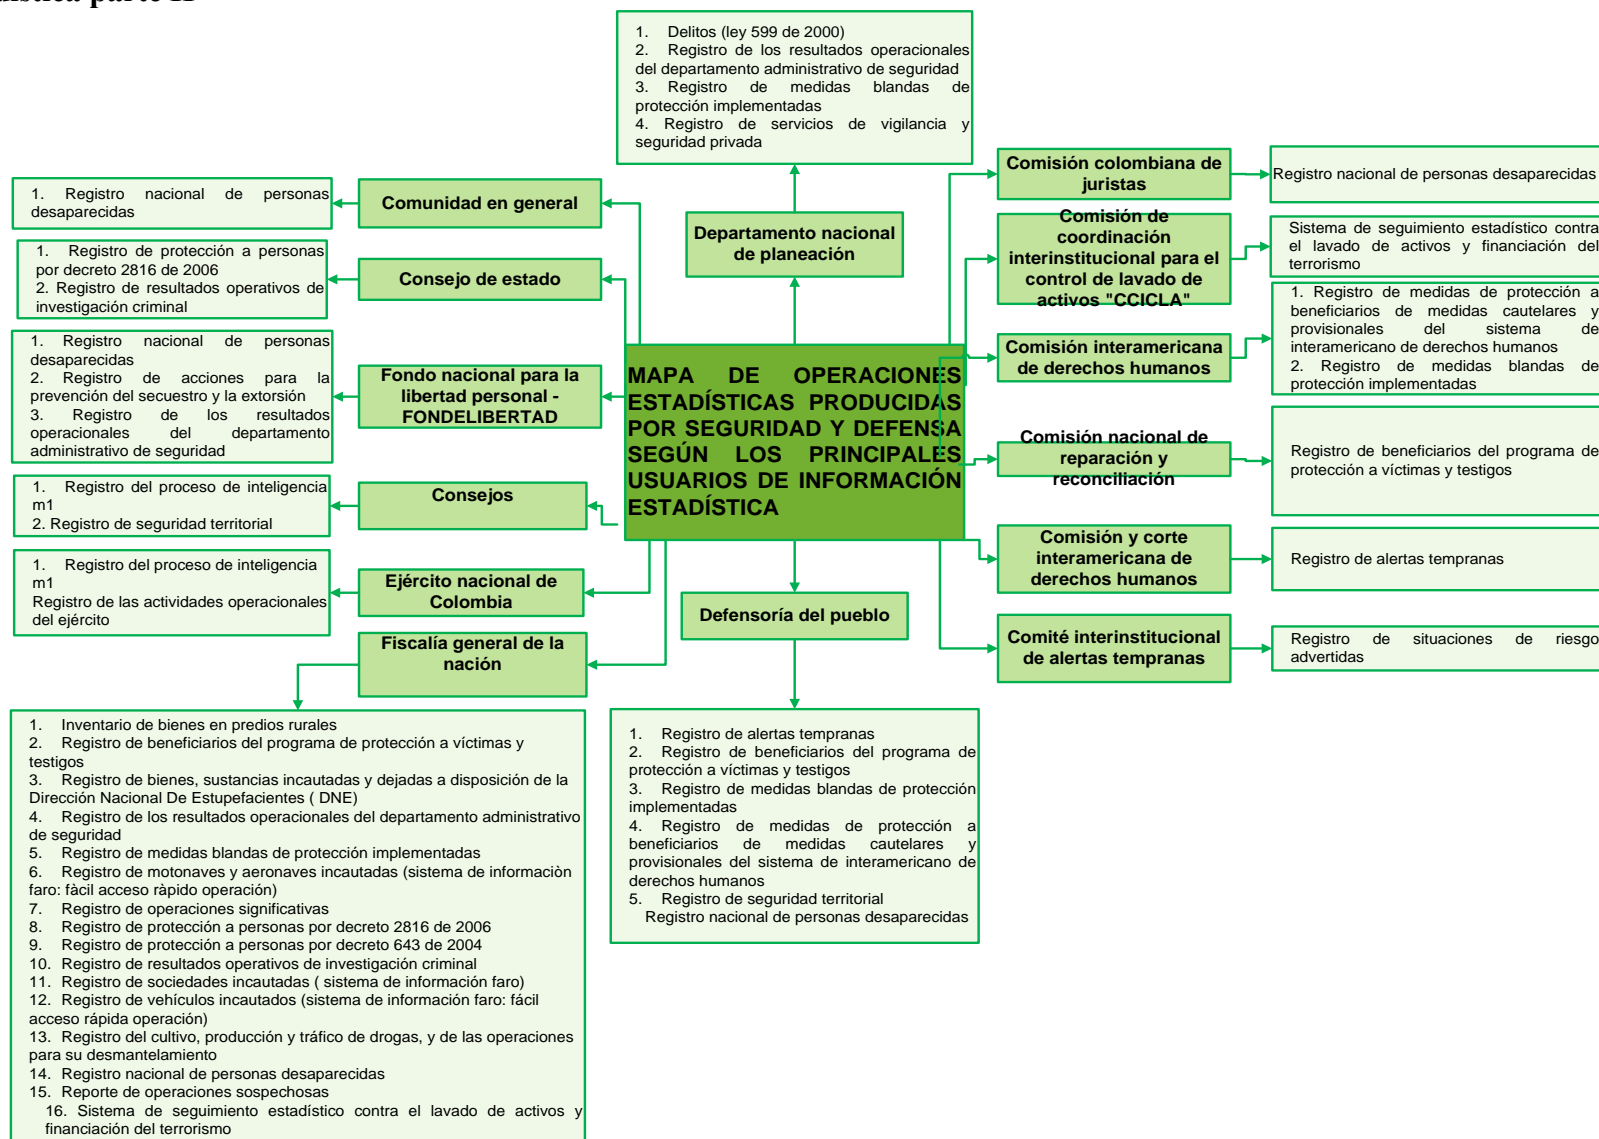 1. Delitos (ley 599 de 2000)
2. Registro de los resultados operacionales
del departamento administrativo de seguridad
3. Registro de medidas blandas de
protección implementadas
4. Registro de servicios de vigilancia y
seguridad privada
Departamento nacional
de planeación
Comunidad en general
1. Registro nacional de personas
desaparecidas
Consejo de estado
1. Registro de protección a personas
por decreto 2816 de 2006
2. Registro de resultados operativos de
investigación criminal
Fondo nacional para la
libertad personal -
FONDELIBERTAD
1. Registro nacional de personas
desaparecidas
2. Registro de acciones para la
prevención del secuestro y la extorsión
3. Registro de los resultados
operacionales del departamento
administrativo de seguridad
Consejos
1. Registro del proceso de inteligencia
m1
2. Registro de seguridad territorial
Ejército nacional de
Colombia
1. Registro del proceso de inteligencia
m1
Registro de las actividades operacionales
del ejército
Fiscalía general de la
nación
1. Inventario de bienes en predios rurales
2. Registro de beneficiarios del programa de protección a víctimas y
testigos
3. Registro de bienes, sustancias incautadas y dejadas a disposición de la
Dirección Nacional De Estupefacientes ( DNE)
4. Registro de los resultados operacionales del departamento administrativo
de seguridad
5. Registro de medidas blandas de protección implementadas
6. Registro de motonaves y aeronaves incautadas (sistema de informaciòn
faro: fàcil acceso ràpido operación)
7. Registro de operaciones significativas
8. Registro de protección a personas por decreto 2816 de 2006
9. Registro de protección a personas por decreto 643 de 2004
10. Registro de resultados operativos de investigación criminal
11. Registro de sociedades incautadas ( sistema de información faro)
12. Registro de vehículos incautados (sistema de información faro: fácil
acceso rápida operación)
13. Registro del cultivo, producción y tráfico de drogas, y de las operaciones
para su desmantelamiento
14. Registro nacional de personas desaparecidas
15. Reporte de operaciones sospechosas
16. Sistema de seguimiento estadístico contra el lavado de activos y
financiación del terrorismo
MAPA DE OPERACIONES
ESTADÍSTICAS PRODUCIDAS
POR SEGURIDAD Y DEFENSA
SEGÚN LOS PRINCIPALES
USUARIOS DE INFORMACIÓN
ESTADÍSTICA
Defensoría del pueblo
1. Registro de alertas tempranas
2. Registro de beneficiarios del programa de
protección a víctimas y testigos
3. Registro de medidas blandas de protección
implementadas
4. Registro de medidas de protección a
beneficiarios de medidas cautelares y
provisionales del sistema de interamericano de
derechos humanos
5. Registro de seguridad territorial
Registro nacional de personas desaparecidas
Comisión colombiana de
juristas
Registro nacional de personas desaparecidas
Comisión de
coordinación
interinstitucional para el
control de lavado de
activos "CCICLA"
Sistema de seguimiento estadístico contra
el lavado de activos y financiación del
terrorismo
Comisión interamericana
de derechos humanos
1. Registro de medidas de protección a
beneficiarios de medidas cautelares y
provisionales del sistema de
interamericano de derechos humanos
2. Registro de medidas blandas de
protección implementadas
Comisión nacional de
reparación y
reconciliación
Registro de beneficiarios del programa de
protección a víctimas y testigos
Comisión y corte
interamericana de
derechos humanos
Registro de alertas tempranas
Comité interinstitucional
de alertas tempranas
Registro de situaciones de riesgo
advertidas